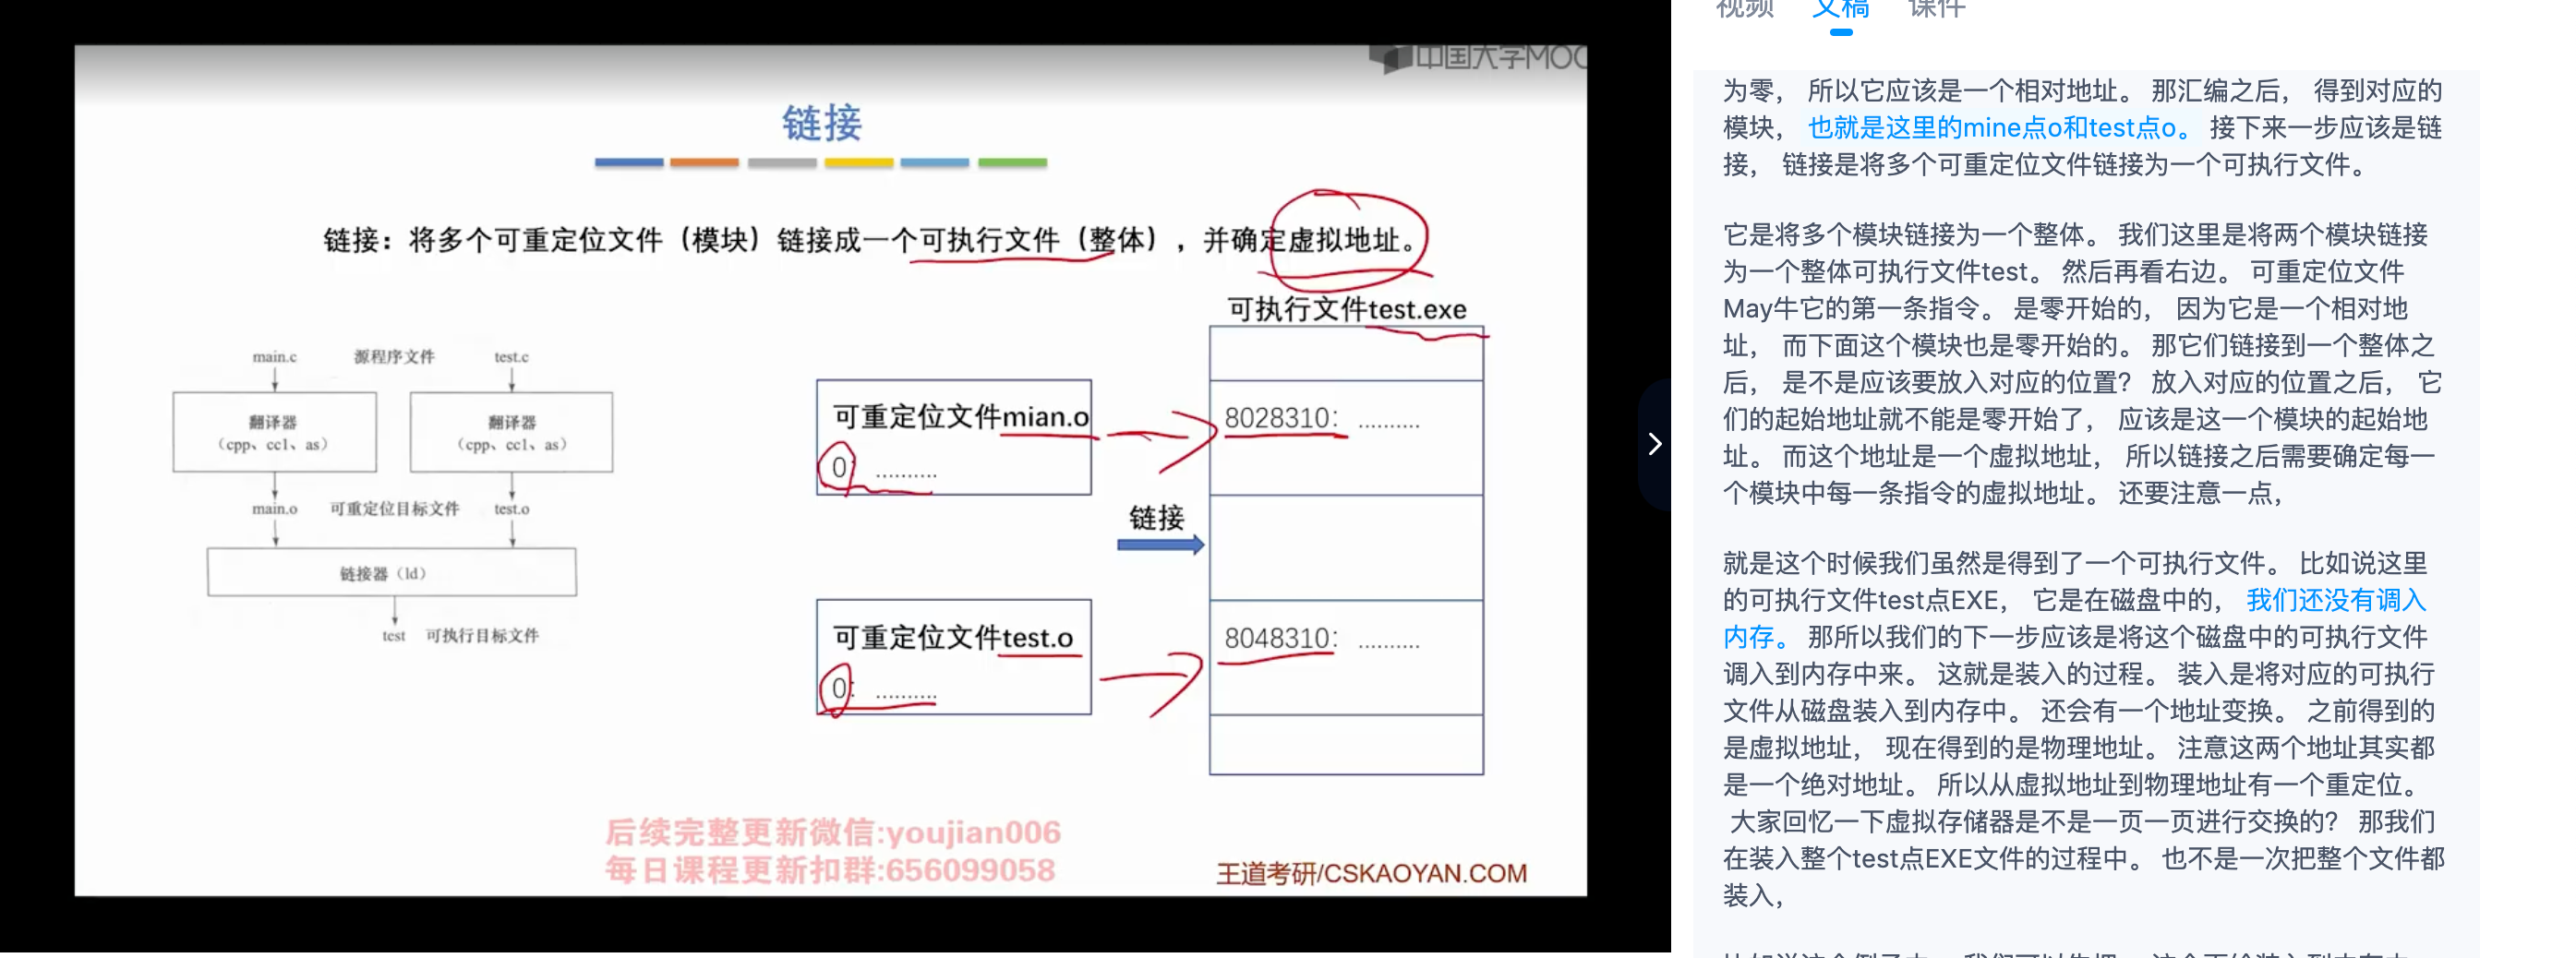 中国大学MOO
链接
链接：将多个可重定位文件（模块）链接成一个可执行文件（整体），并确定虚拟地址。
可执行文件test.exe
main.c 源程序文件 test.c
翻译器
（cpp、cc1、as）
翻译器
（cpp、cc1、as）
main.o 可重定位目标文件 test.o
链接器（ld）
test 可执行目标文件
可重定位文件mian.o
0: ..........
链接
可重定位文件test.o
0: ..........
8028310: ..........
8048310: ..........
后续完整更新微信:youjian006
每日课程更新扣群:656099058
王道考研/CSKAOYAN.COM
视频 文稿 课件
为零， 所以它应该是一个相对地址。 那汇编之后， 得到对应的
模块， 也就是这里的mine点o和test点o。 接下来一步应该是链
接， 链接是将多个可重定位文件链接为一个可执行文件。
它是将多个模块链接为一个整体。 我们这里是将两个模块链接
为一个整体可执行文件test。 然后再看右边。 可重定位文件
May牛它的第一条指令。 是零开始的， 因为它是一个相对地
址， 而下面这个模块也是零开始的。 那它们链接到一个整体之
后， 是不是应该要放入对应的位置？ 放入对应的位置之后， 它
们的起始地址就不能是零开始了， 应该是这一个模块的起始地
址。 而这个地址是一个虚拟地址， 所以链接之后需要确定每一
个模块中每一条指令的虚拟地址。 还要注意一点，
就是这个时候我们虽然是得到了一个可执行文件。 比如说这里
的可执行文件test点EXE， 它是在磁盘中的， 我们还没有调入
内存。 那所以我们的下一步应该是将这个磁盘中的可执行文件
调入到内存中来。 这就是装入的过程。 装入是将对应的可执行
文件从磁盘装入到内存中。 还会有一个地址变换。 之前得到的
是虚拟地址， 现在得到的是物理地址。 注意这两个地址其实都
是一个绝对地址。 所以从虚拟地址到物理地址有一个重定位。
大家回忆一下虚拟存储器是不是一页一页进行交换的？ 那我们
在装入整个test点EXE文件的过程中。 也不是一次把整个文件都
装入，